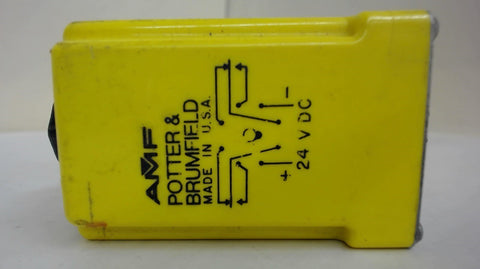 AMF
POTTER &
BRUMFIELD
MADE IN U.S.A.
-
+ 24 V DC